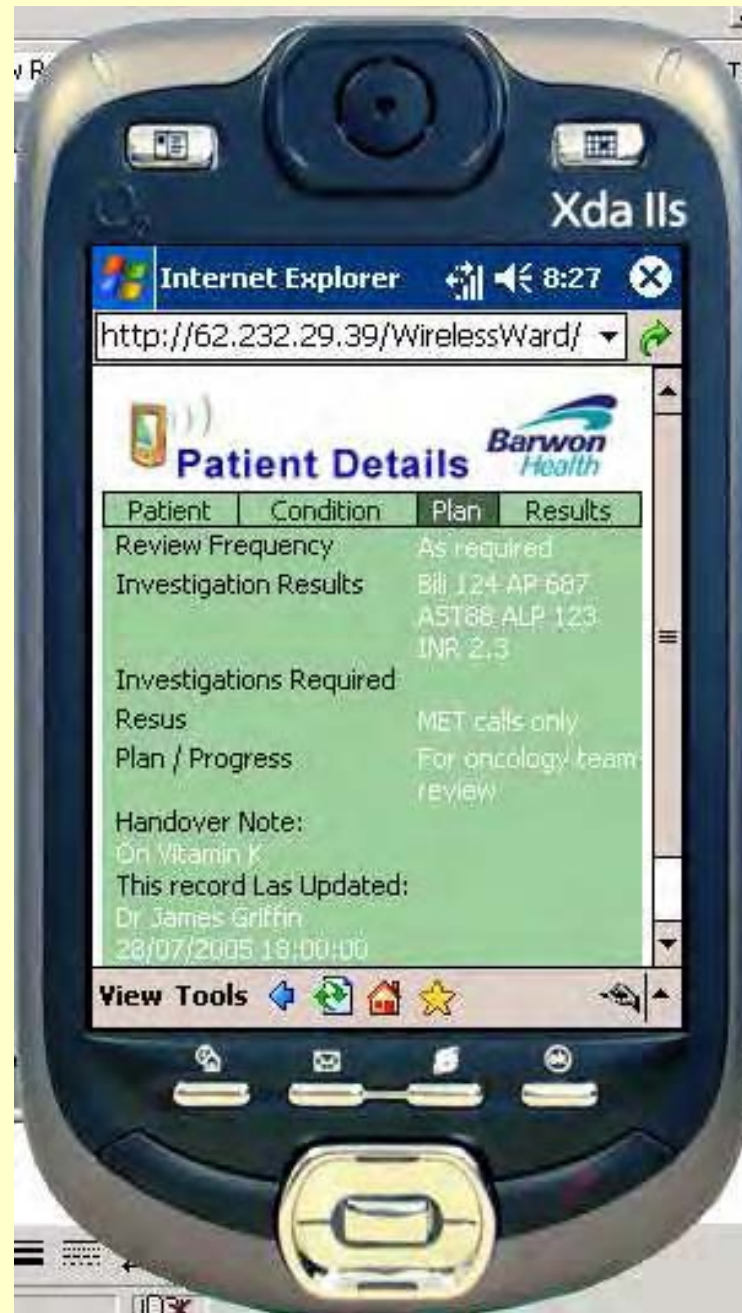 w R
T
O2
Xda IIs
Internet Explorer 8:27
http://62.232.29.39/WirelessWard/
Patient Details Barwon Health
Patient Condition Plan Results
Review Frequency As required
Investigation Results Bili 124 AP 687
AST88 ALP 123
INR 2.3
Investigations Required
Resus MET calls only
Plan / Progress For oncology team
review
Handover Note:
On Vitamin K
This record Las Updated:
Dr James Griffin
28/07/2005 18:00:00
View Tools